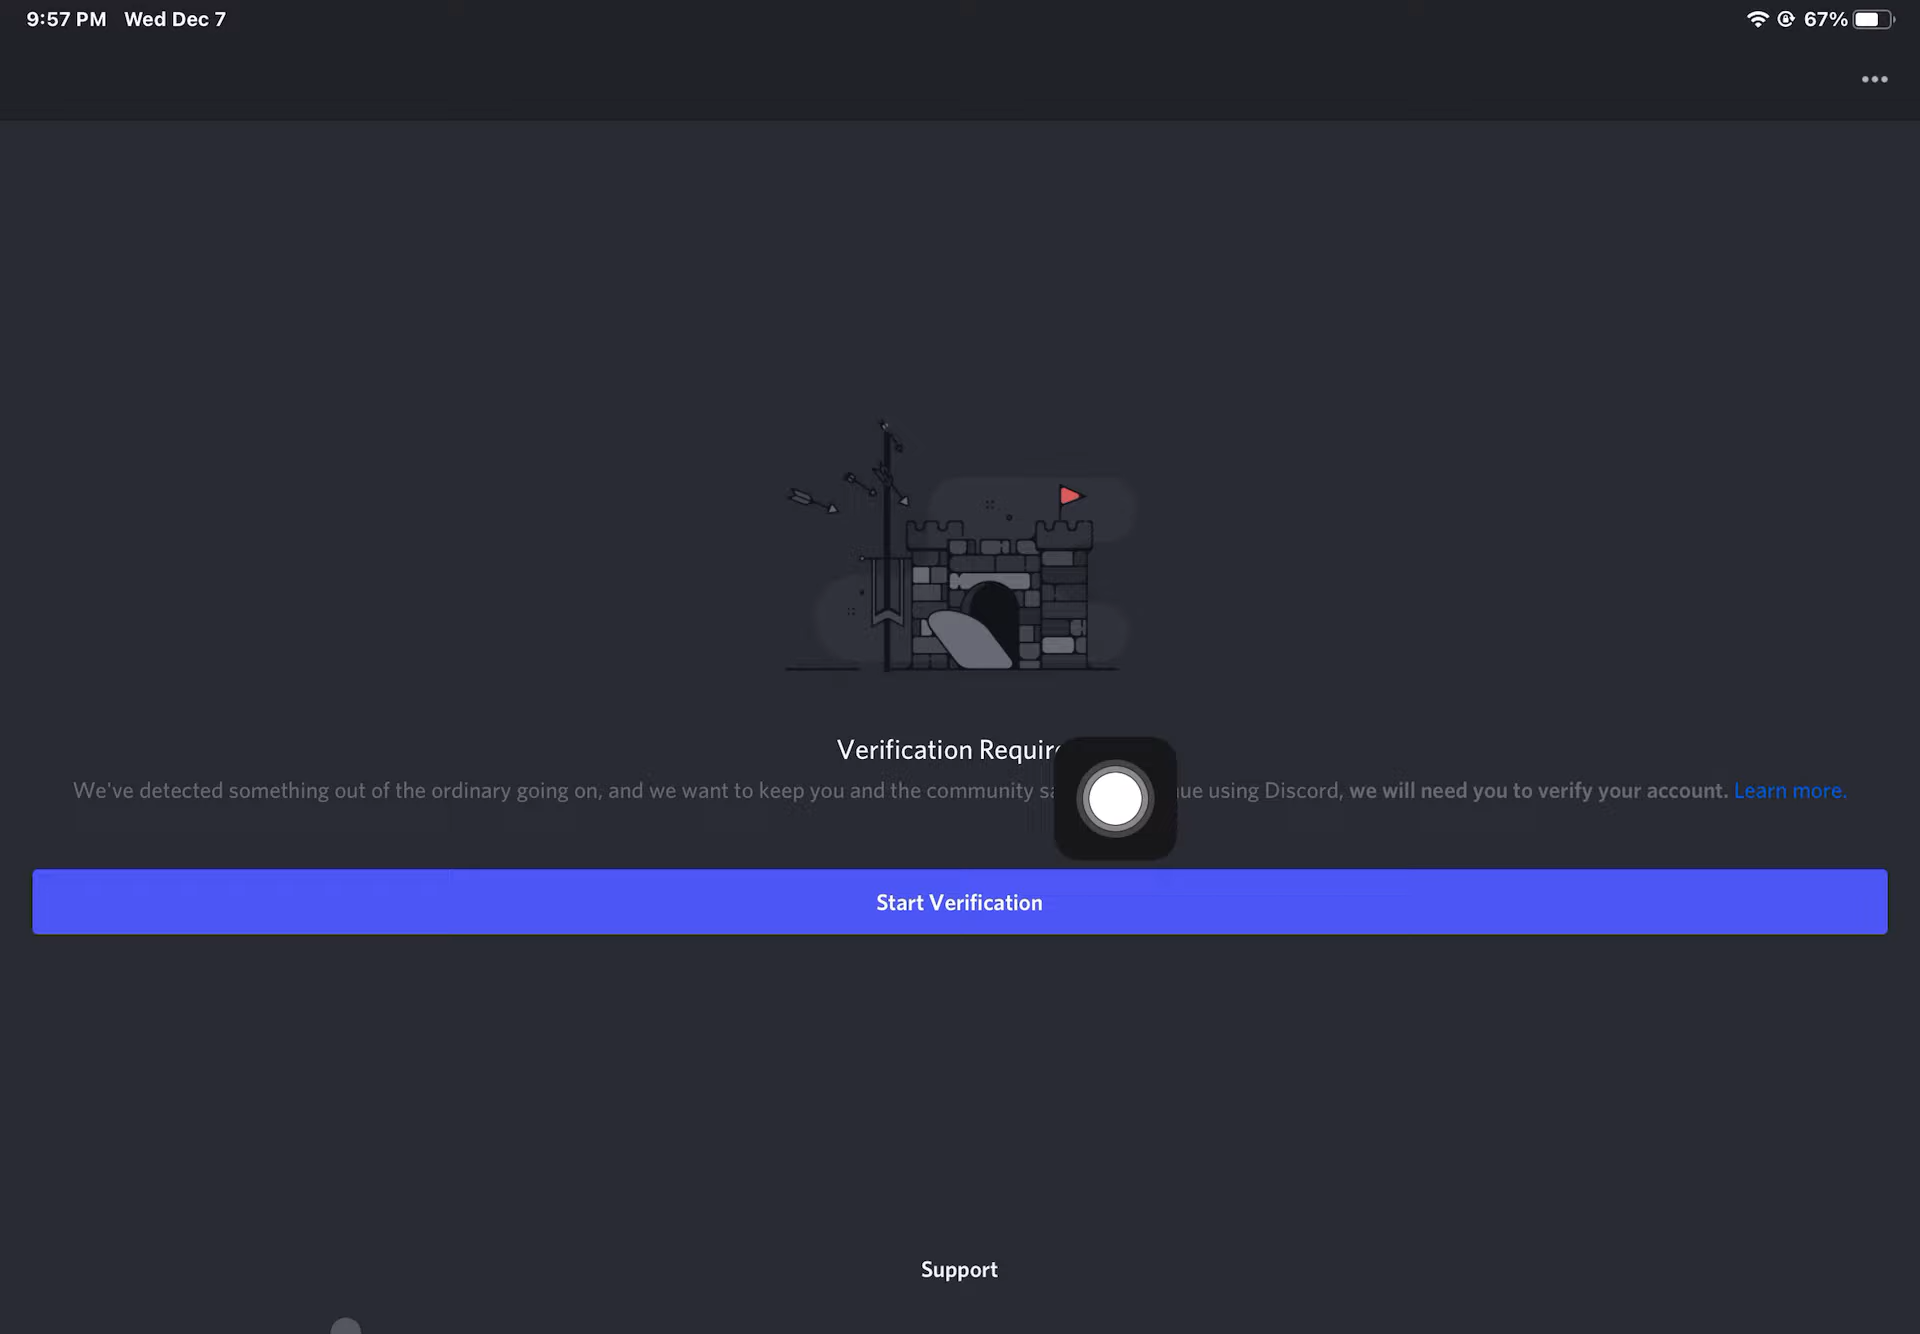 9:57 PM Wed Dec 7
67%
Verification Requir
We've detected something out of the ordinary going on, and we want to keep you and the community sa ue using Discord, we will need you to verify your account. Learn more.
Start Verification
Support